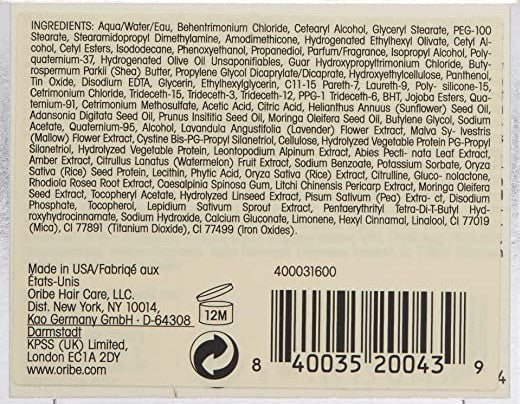 INGREDIENTS: Aqua/Water/Eau, Behentrimonium Chloride, Cetearyl Alcohol, Glyceryl Stearate, PEG-100
Stearate, Stearamidopropyl Dimethylamine, Amodimethicone, Hydrogenated Ethylhexyl Olivate, Cetyl Al-
cohol, Cetyl Esters, Isododecane, Phenoxyethanol, Propanediol, Parfum/Fragrance, Isopropyl Alcohol, Poly-
quaternium-37, Hydrogenated Olive Oil Unsaponifiables, Guar Hydroxypropyltrimonium Chloride, Buty-
rospermum Parkii (Shea) Butter, Propylene Glycol Dicaprylate/Dicaprate, Hydroxyethylcellulose, Panthenol,
Tin Oxide, Disodium EDTA, Glycerin, Ethylhexylglycerin, C11-15 Pareth-7, Laureth-9, Poly- silicone-15,
Cetrimonium Chloride, Trideceth-15, Trideceth-3, Trideceth-12, PPG-1 Trideceth-6, BHT, Jojoba Esters, Qua-
ternium-91, Cetrimonium Methosulfate, Acetic Acid, Citric Acid, Helianthus Annuus (Sunflower) Seed Oil,
Adansonia Digitata Seed Oil, Prunus Insititia Seed Oil, Moringa Oleifera Seed Oil, Butylene Glycol, Sodium
Acetate, Quaternium-95, Alcohol, Lavandula Angustifolia (Lavender) Flower Extract, Malva Sy- lvestris
(Mallow) Flower Extract, Cystine Bis-PG-Propyl Silanetriol, Cellulose, Hydrolyzed Vegetable Protein PG-Propyl
Silanetriol, Hydrolyzed Vegetable Protein, Leontopodium Alpinum Extract, Abies Pecti- nata Leaf Extract,
Amber Extract, Citrullus Lanatus (Watermelon) Fruit Extract, Sodium Benzoate, Potassium Sorbate, Oryza
Sativa (Rice) Seed Protein, Lecithin, Phytic Acid, Oryza Sativa (Rice) Extract, Citrulline, Gluco- nolactone,
Rhodiola Rosea Root Extract, Caesalpinia Spinosa Gum, Litchi Chinensis Pericarp Extract, Moringa Oleifera
Seed Extract, Tocopheryl Acetate, Hydrolyzed Linseed Extract, Pisum Sativum (Pea) Extra- ct, Disodium
Phosphate, Tocopherol, Lepidium Sativum Sprout Extract, Pentaerythrityl Tetra-Di-T-Butyl Hyd-
roxyhydrocinnamate, Sodium Hydroxide, Calcium Gluconate, Limonene, Hexyl Cinnamal, Linalool, CI 77019
(Mica), CI 77891 (Titanium Dioxide), CI 77499 (Iron Oxides).
Made in USA/Fabriqé aux
États-Unis
Oribe Hair Care, LLC.
Dist. New York, NY 10014,
Kao Germany GmbH · D-64308
Darmstadt
KPSS (UK) Limited,
London EC1A 2DY
www.oribe.com
12M
400031600
8 40035 20043 9